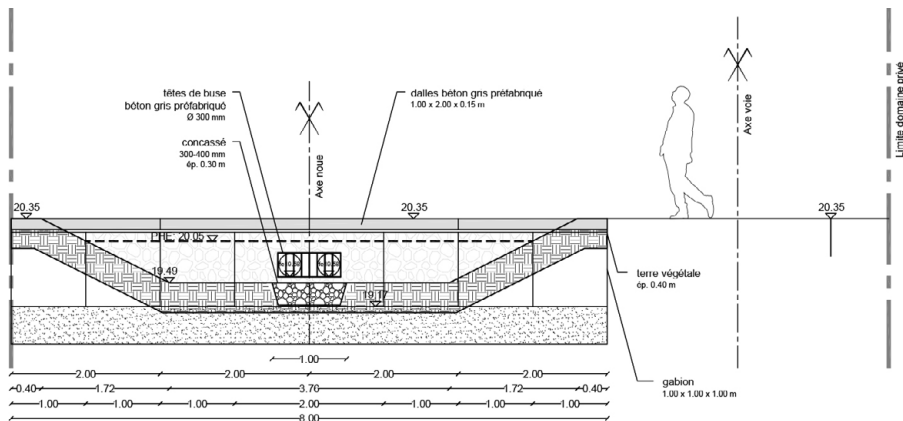 têtes de buse
béton gris préfabriqué
Ø 300 mm
concassé
300-400 mm
ép. 0.30 m
Axe noue
dalles béton gris préfabriqué
1.00 x 2.00 x 0.15 m
Axe voie
Limite domaine privé
20.35
20.35
20.35
PHE: 20.05
19.49
19.17
terre végétale
ép. 0.40 m
gabion
1.00 x 1.00 x 1.00 m
1.00
2.00 2.00 2.00 2.00
0.40 1.72 3.70 1.72 0.40
1.00 1.00 1.00 2.00 1.00 1.00 1.00
8.00